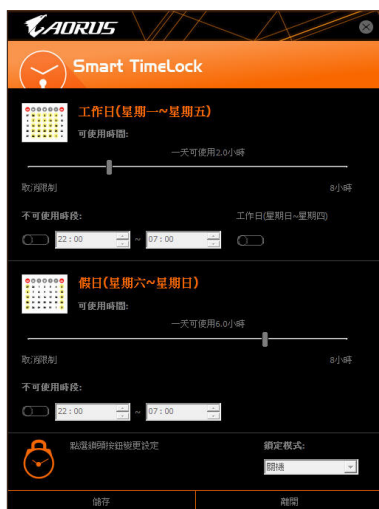 AORUS
Smart TimeLock
工作日(星期一~星期五)
可使用時間:
一天可使用2.0小時
取消限制 8小時
不可使用時段: 工作日(星期日~星期四)
22:00 ~ 07:00
假日(星期六~星期日)
可使用時間:
一天可使用6.0小時
取消限制 8小時
不可使用時段:
22:00 ~ 07:00
點選鎖頭按鈕變更設定 鎖定模式:
關機
儲存 離開